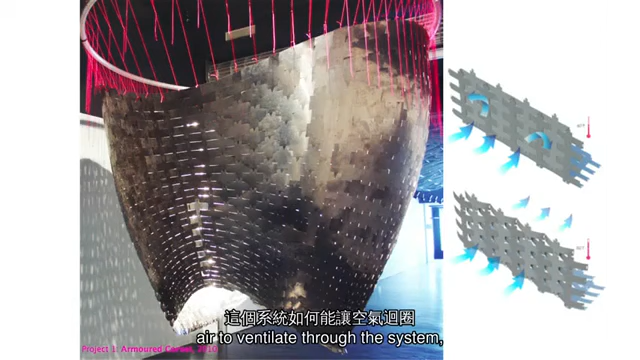 這個系統如何能讓空氣迴圈
air to ventilate through the system,
Project 1: Armoured Corset, 2010